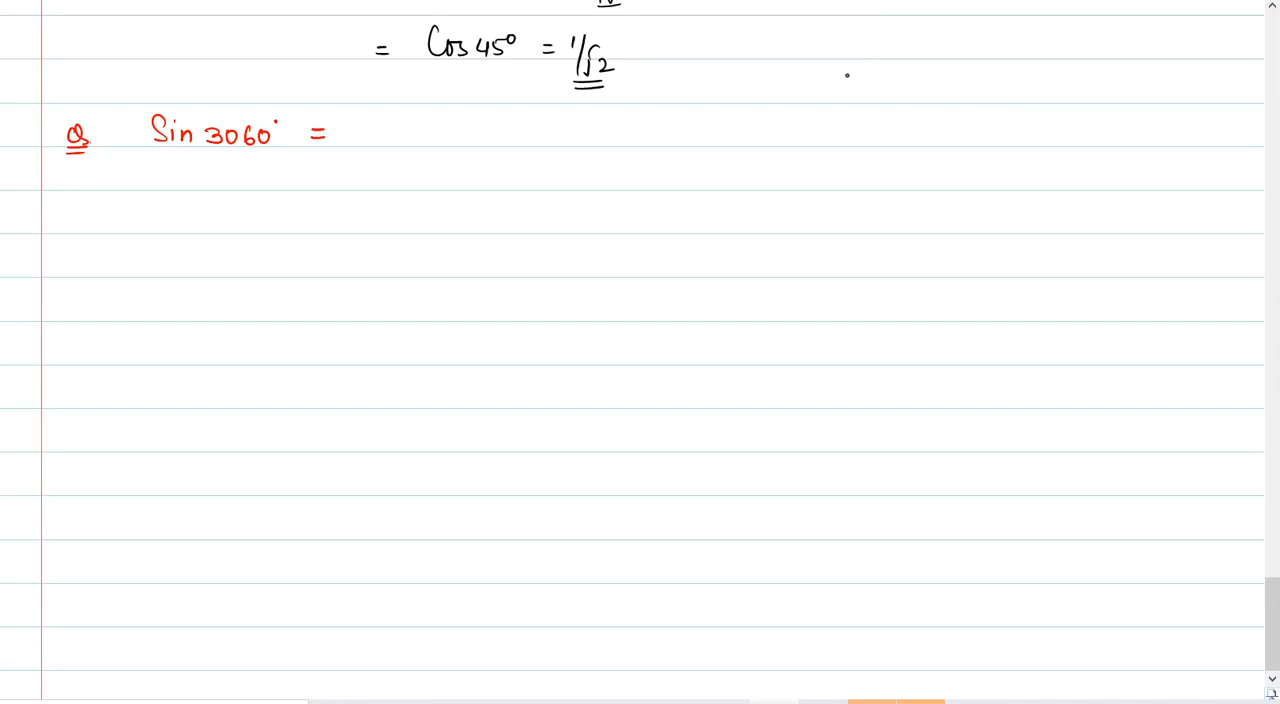 = Cos 45° = 1/√2
Q. Sin 3060° =